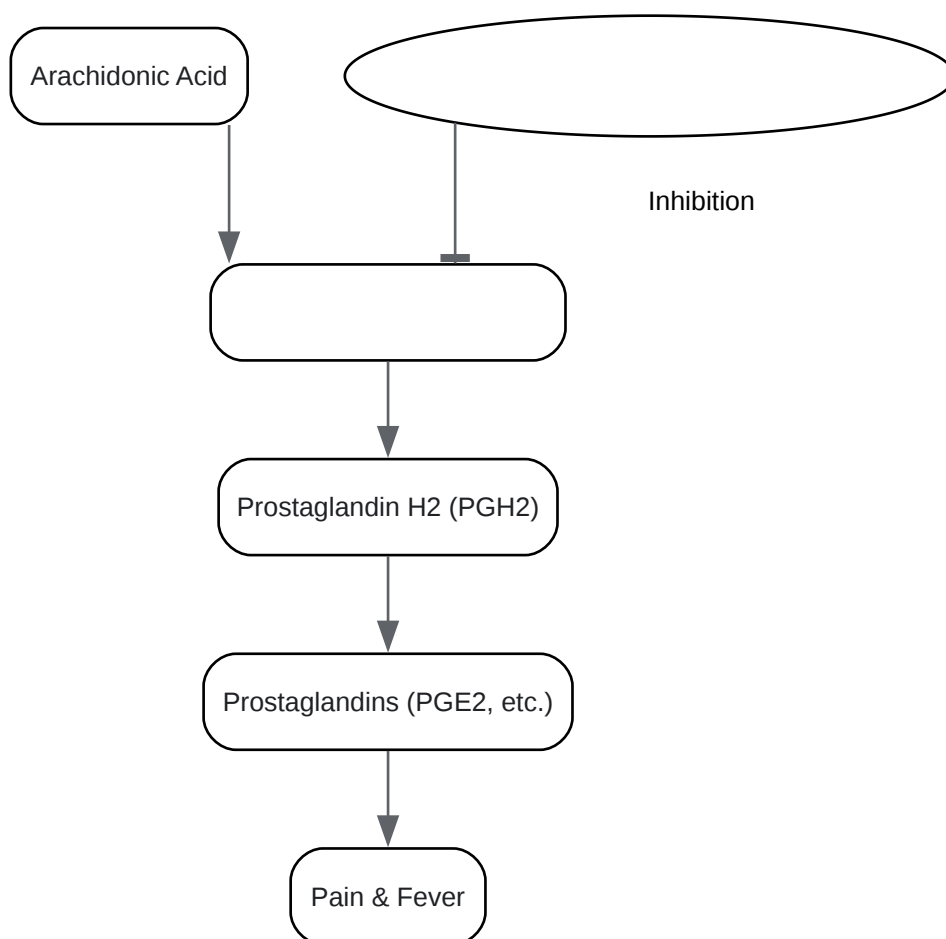 Arachidonic Acid
Inhibition
Prostaglandin H2 (PGH2)
Prostaglandins (PGE2, etc.)
Pain & Fever